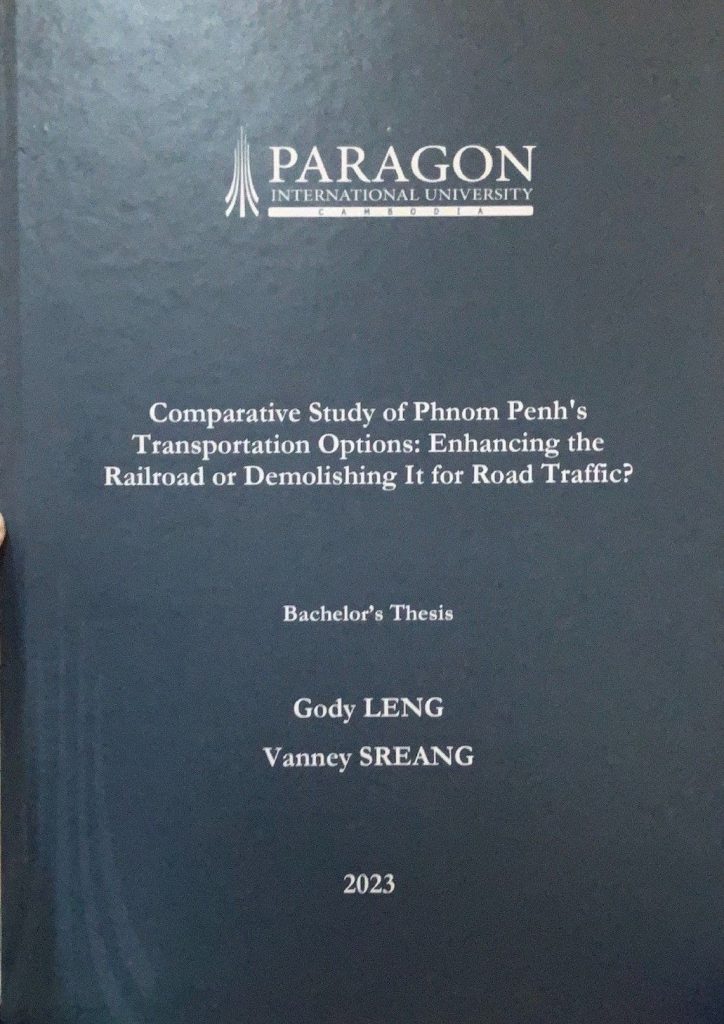 PARAGON
INTERNATIONAL UNIVERSITY
CAMBODIA
Comparative Study of Phnom Penh's
Transportation Options: Enhancing the
Railroad or Demolishing It for Road Traffic?
Bachelor’s Thesis
Gody LENG
Vanney SREANG
2023